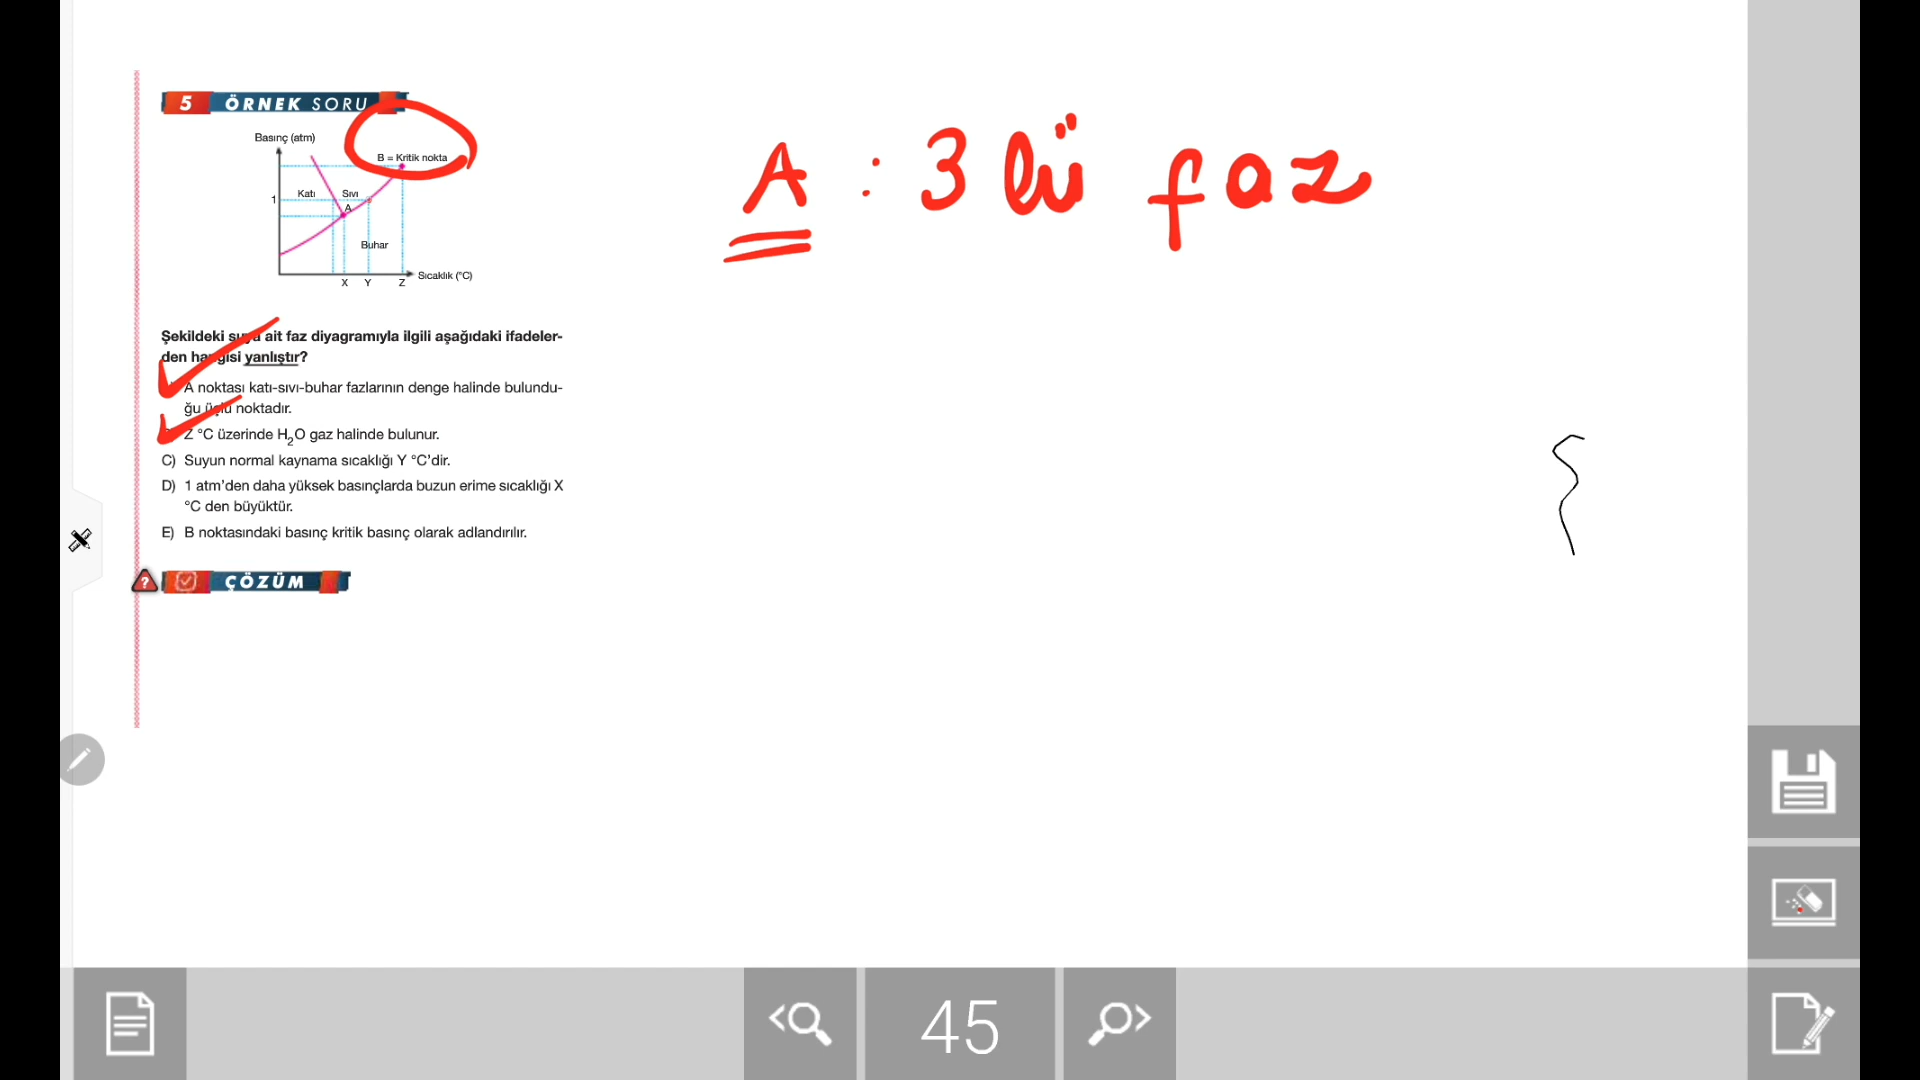 5 ÖRNEK SORU
Basınç (atm)
B = Kritik nokta
Katı Sıvı
1
A
Buhar
Sıcaklık (°C)
X Y Z
A : 3 lü faz
Şekildeki suya ait faz diyagramıyla ilgili aşağıdaki ifadeler-
den hangisi yanlıştır?
A noktası katı-sıvı-buhar fazlarının denge halinde bulundu-
ğu üçlü noktadır.
Z °C üzerinde H2O gaz halinde bulunur.
C) Suyun normal kaynama sıcaklığı Y °C'dir.
D) 1 atm'den daha yüksek basınçlarda buzun erime sıcaklığı X
°C den büyüktür.
E) B noktasındaki basınç kritik basınç olarak adlandırılır.
? ÇÖZÜM
45